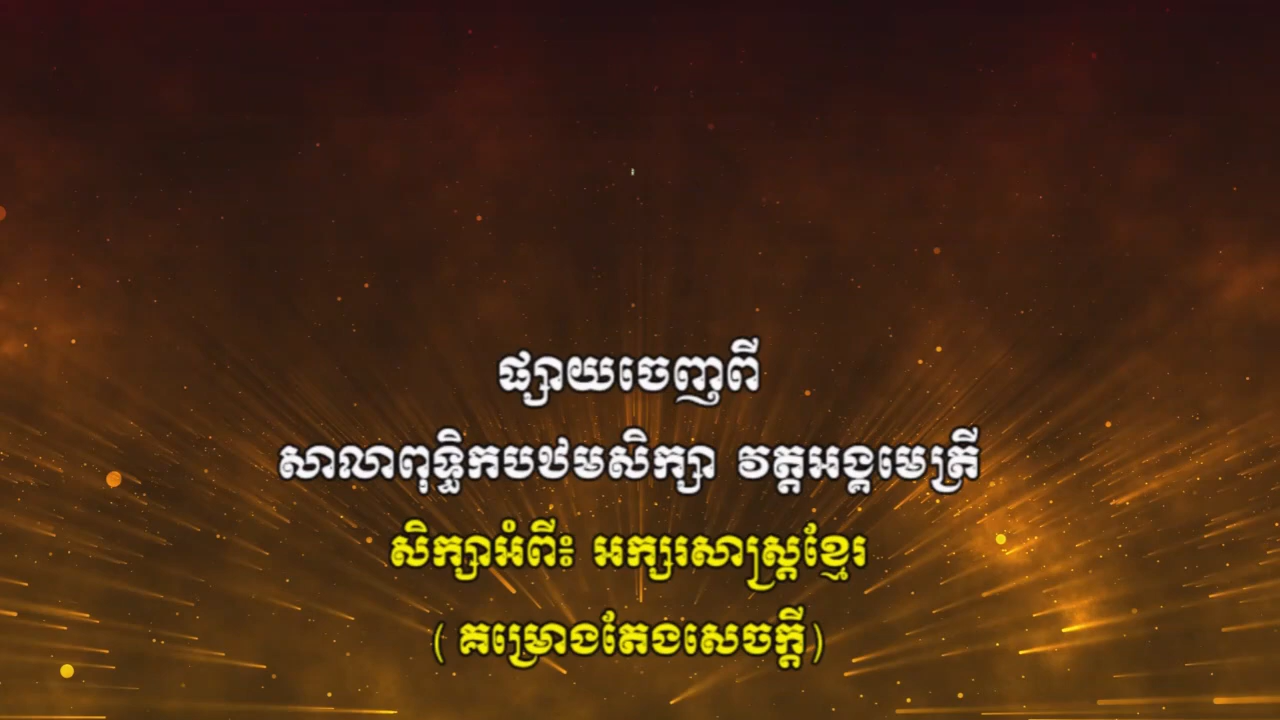 ផ្សាយចេញពី
សាលាពុទ្ធិកបឋមសិក្សា វត្តអង្គមេត្រី
សិក្សាអំពី៖ អក្សរសាស្ត្រខ្មែរ
( គម្រោងតែងសេចក្តី)